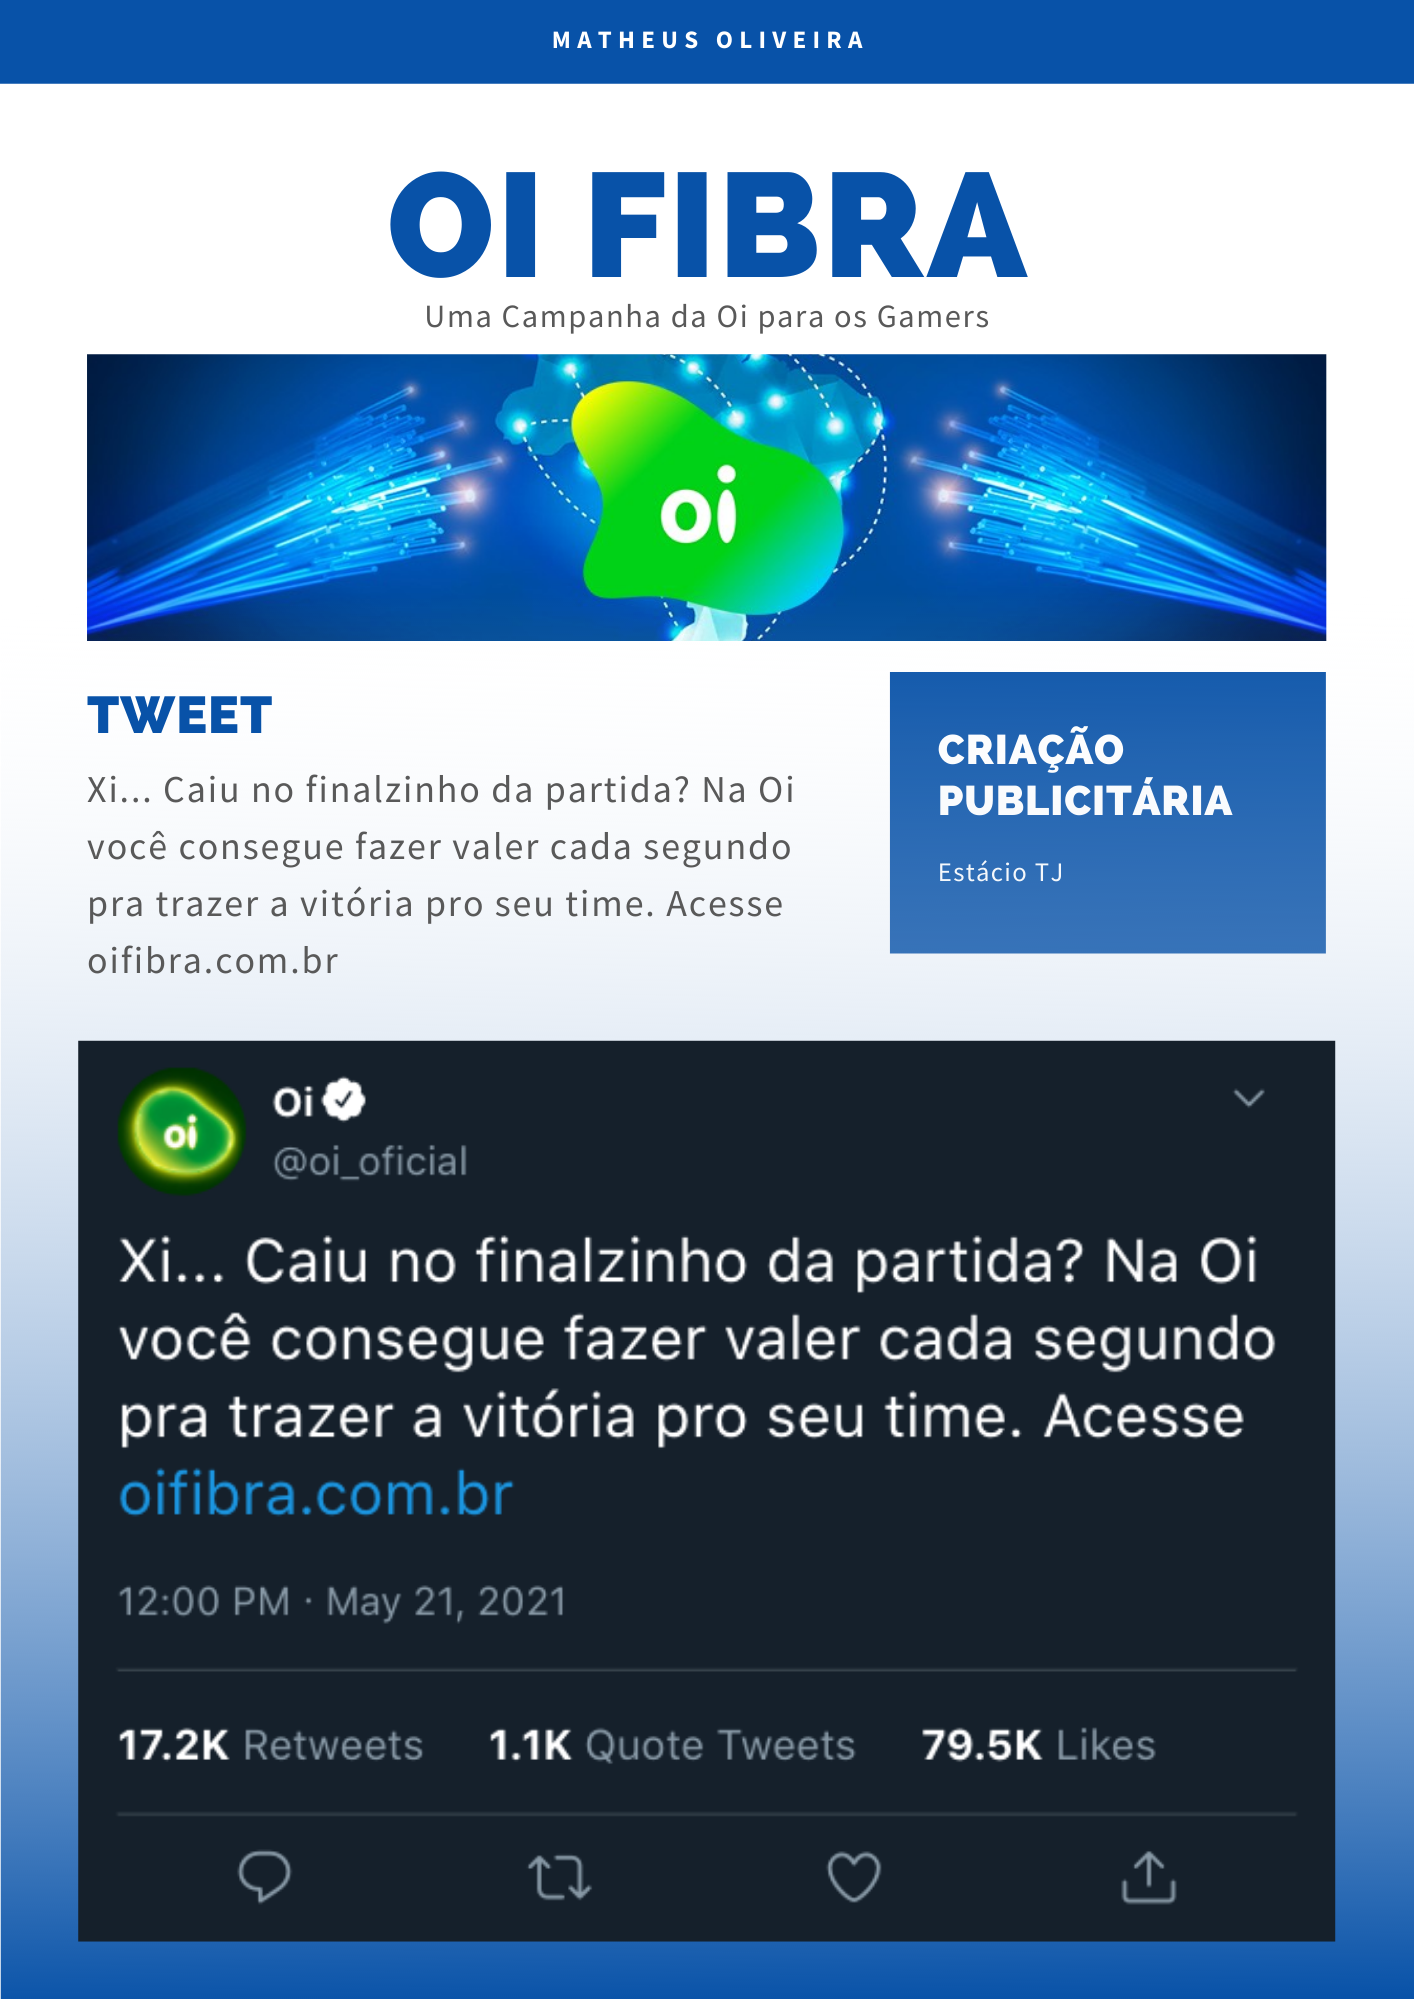 MATHEUS OLIVEIRA
OI FIBRA
Uma Campanha da Oi para os Gamers
oi
TWEET
Xi... Caiu no finalzinho da partida? Na Oi
você consegue fazer valer cada segundo
pra trazer a vitória pro seu time. Acesse
oifibra.com.br
CRIAÇÃO
PUBLICITÁRIA
Estácio TJ
oi
Oi
@oi_oficial
Xi... Caiu no finalzinho da partida? Na Oi
você consegue fazer valer cada segundo
pra trazer a vitória pro seu time. Acesse
oifibra.com.br
12:00 PM · May 21, 2021
17.2K Retweets 1.1K Quote Tweets 79.5K Likes